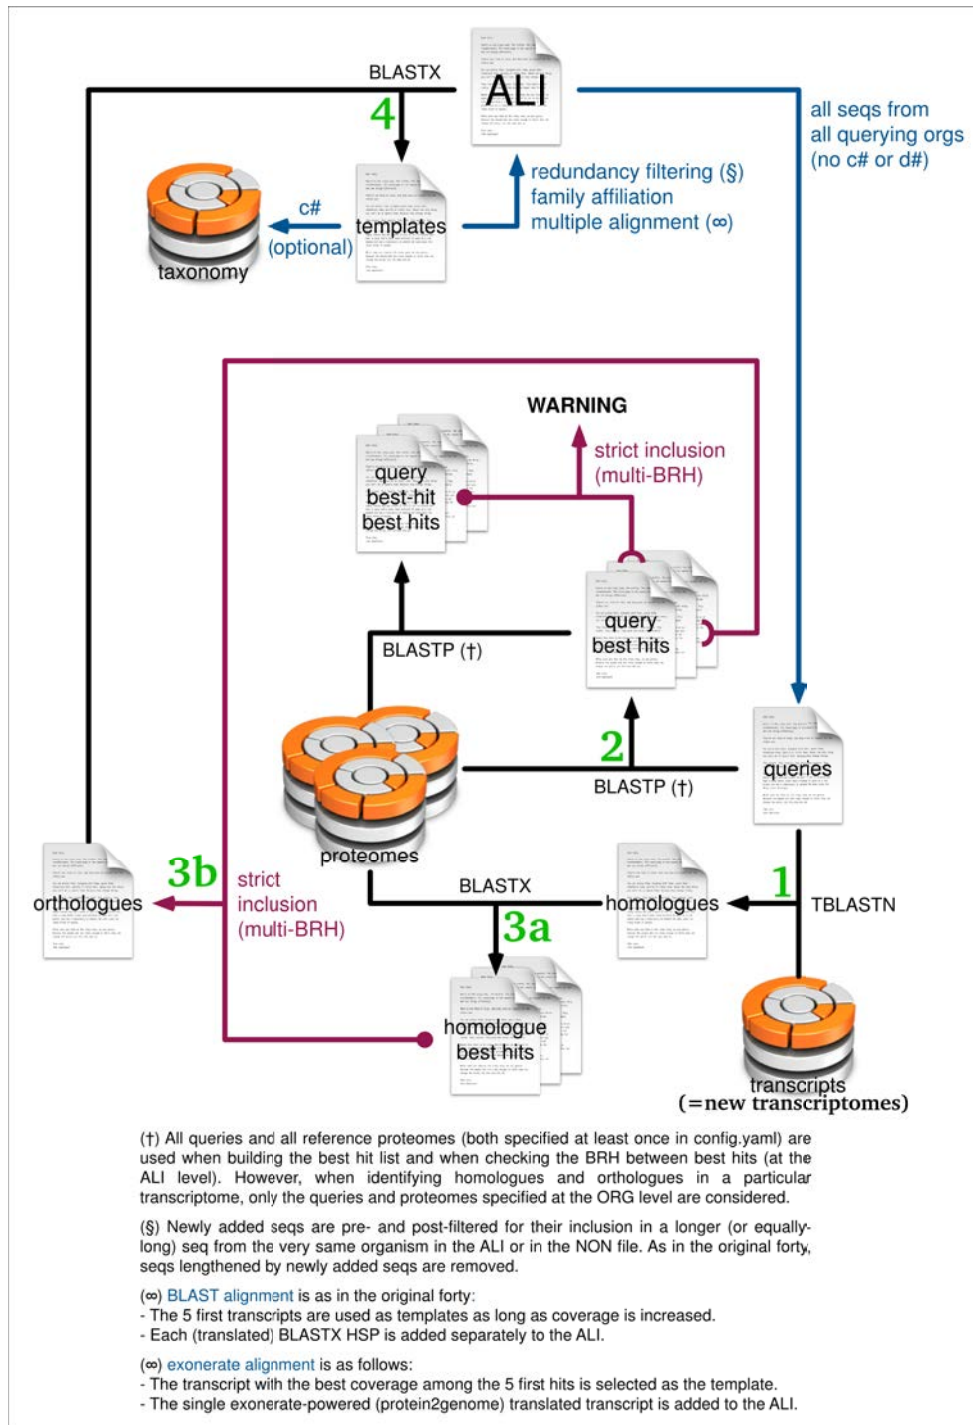 BLASTX
ALI
4
all seqs from
all querying orgs
(no c# or d#)
redundancy filtering (§)
family affiliation
multiple alignment (∞)
c#
(optional)
templates
taxonomy
WARNING
strict inclusion
(multi-BRH)
query
best-hit
best hits
query
best hits
BLASTP (†)
2
BLASTP (†)
queries
proteomes
3b
orthologues
strict
inclusion
(multi-BRH)
BLASTX
3a
homologues
1
TBLASTN
homologue
best hits
transcripts
(=new transcriptomes)
(†) All queries and all reference proteomes (both specified at least once in config.yaml) are
used when building the best hit list and when checking the BRH between best hits (at the
ALI level). However, when identifying homologues and orthologues in a particular
transcriptome, only the queries and proteomes specified at the ORG level are considered.
(§) Newly added seqs are pre- and post-filtered for their inclusion in a longer (or equally-
long) seq from the very same organism in the ALI or in the NON file. As in the original forty,
seqs lengthened by newly added seqs are removed.
(∞) BLAST alignment is as in the original forty:
- The 5 first transcripts are used as templates as long as coverage is increased.
- Each (translated) BLASTX HSP is added separately to the ALI.
(∞) exonerate alignment is as follows:
- The transcript with the best coverage among the 5 first hits is selected as the template.
- The single exonerate-powered (protein2genome) translated transcript is added to the ALI.